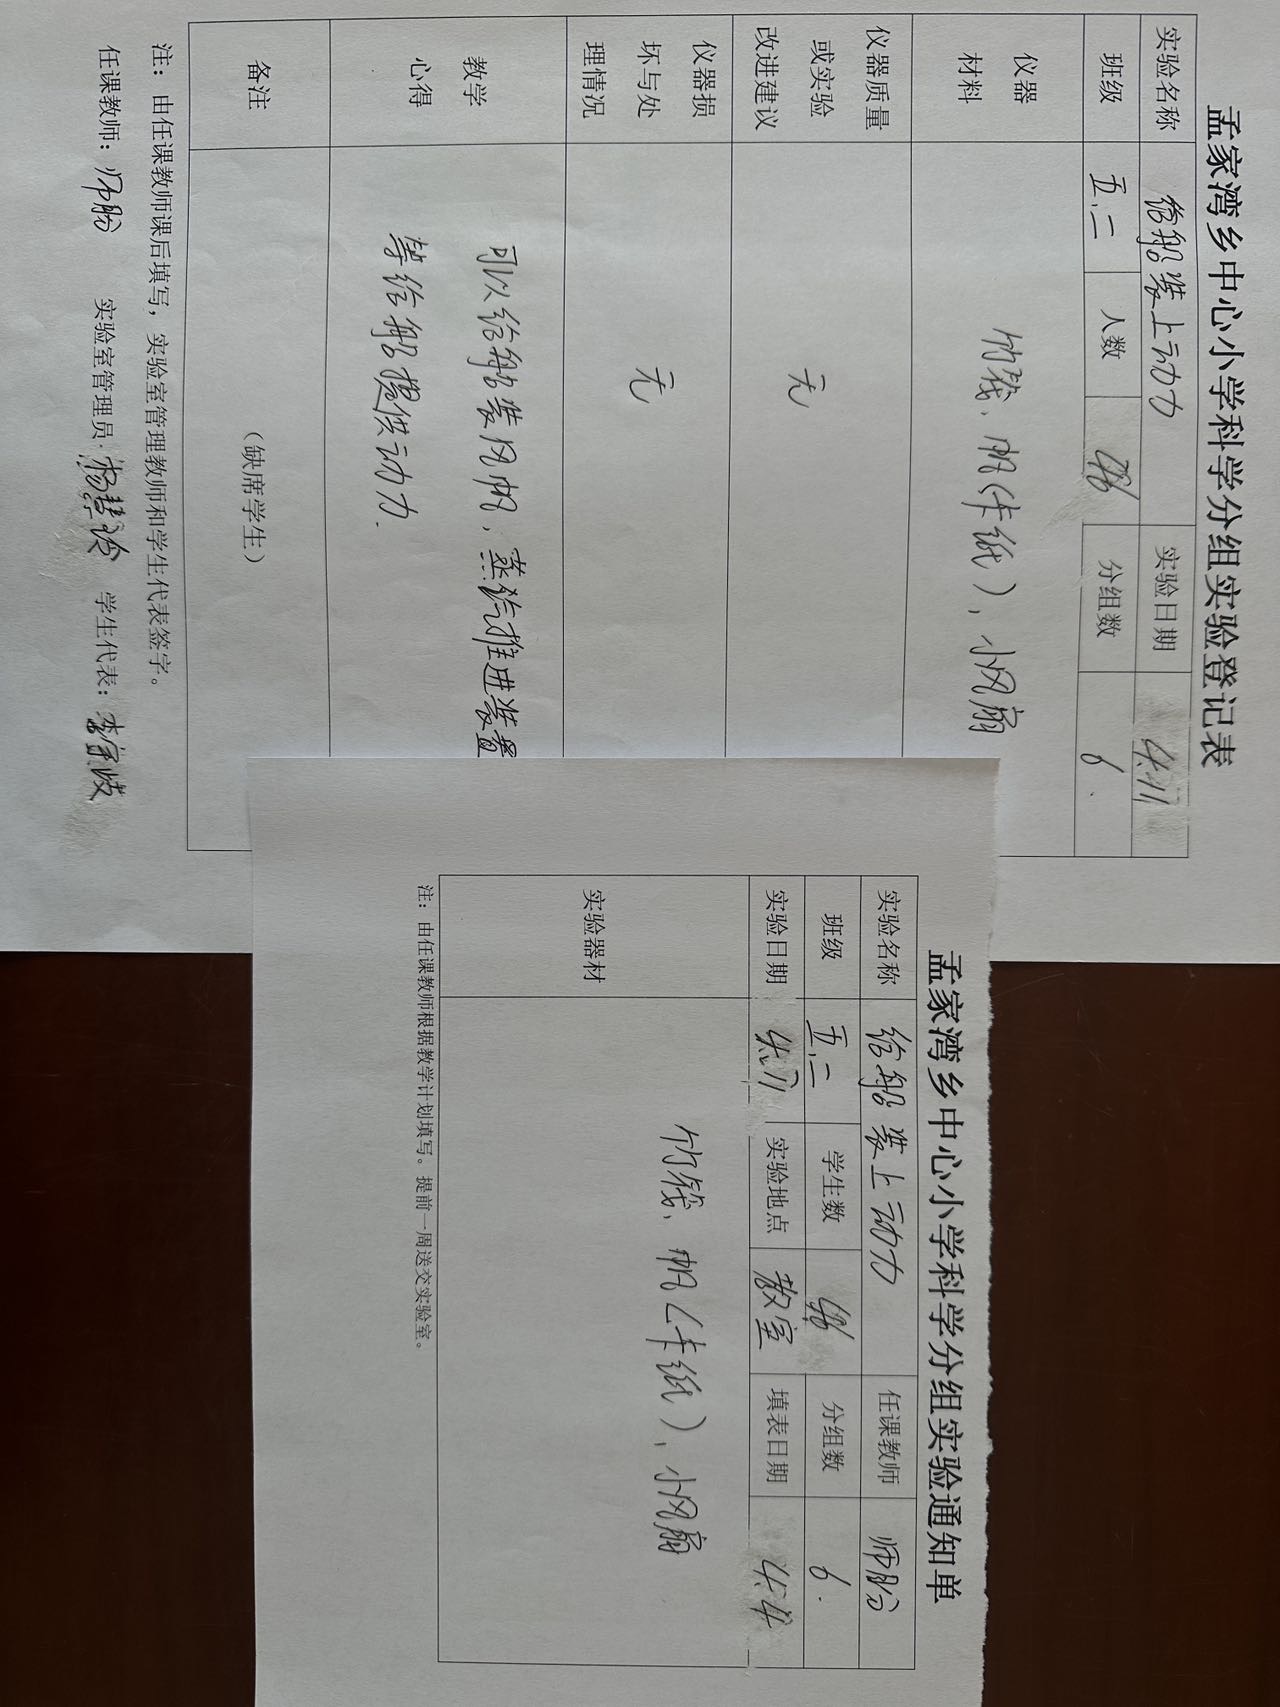 孟家湾乡中心小学科学分组实验登记表
实验名称 给船装上动力 实验日期 4.11
班级 五.二 人数 46 分组数 6.
仪器材料 竹筏、帆(卡纸)、小风扇
仪器质量或实验改进建议 无
仪器损坏与处理情况 无
教学心得 可以给船装风帆、蒸汽推进装置
等给船提供动力.
备注 (缺席学生)
注：由任课教师课后填写，实验室管理教师和学生代表签字。
任课教师：师盼 实验室管理员: 杨慧玲 学生代表：
孟家湾乡中心小学科学分组实验通知单
实验名称 给船装上动力 任课教师 师盼
班级 五.二 学生数 46 分组数 6.
实验日期 4.11 实验地点 教室 填表日期 4.4
实验器材 竹筏、帆(卡纸)、小风扇
注：由任课教师根据教学计划填写。提前一周送交实验室。